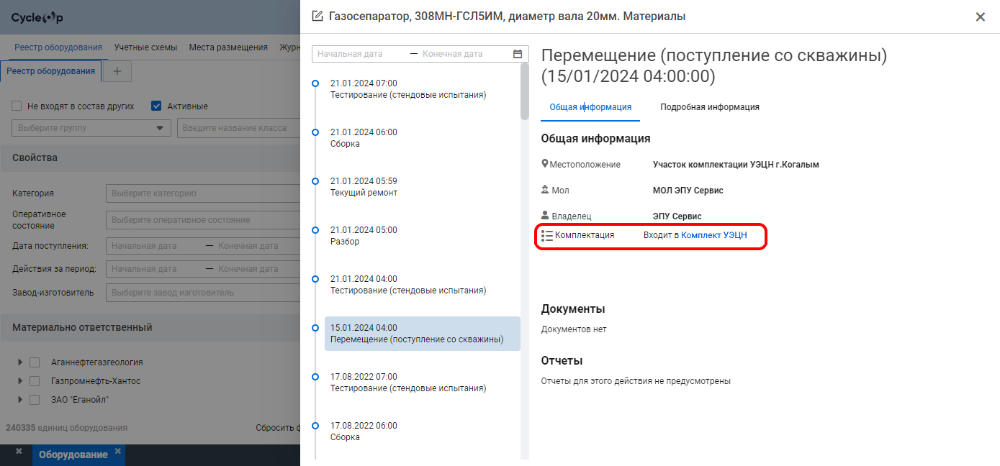 CycleOp
Реестр оборудования Учетные схемы Места размещения Журн
Реестр оборудования +
Не входят в состав других Активные
Выберите группу Введите название класса
Свойства
Категория Выберите категорию
Оперативное состояние Выберите оперативное состояние
Дата поступления: Начальная дата — Конечная дата
Действия за период: Начальная дата — Конечная дата
Завод-изготовитель Выберите завод изготовитель
Материально ответственный
Аганнефтегазгеология
Газпромнефть-Хантос
ЗАО "Еганойл"
240335 единиц оборудования Сбросить ф
Оборудование
Газосепаратор, 308МН-ГСЛ5ИМ, диаметр вала 20мм. Материалы
Начальная дата — Конечная дата
21.01.2024 07:00
Тестирование (стендовые испытания)
21.01.2024 06:00
Сборка
21.01.2024 05:59
Текущий ремонт
21.01.2024 05:00
Разбор
21.01.2024 04:00
Тестирование (стендовые испытания)
15.01.2024 04:00
Перемещение (поступление со скважины)
17.08.2022 07:00
Тестирование (стендовые испытания)
17.08.2022 06:00
Сборка
Перемещение (поступление со скважины)
(15/01/2024 04:00:00)
Общая информация Подробная информация
Общая информация
Местоположение Участок комплектации УЭЦН г.Когалым
Мол МОЛ ЭПУ Сервис
Владелец ЭПУ Сервис
Комплектация Входит в Комплект УЭЦН
Документы
Документов нет
Отчеты
Отчеты для этого действия не предусмотрены